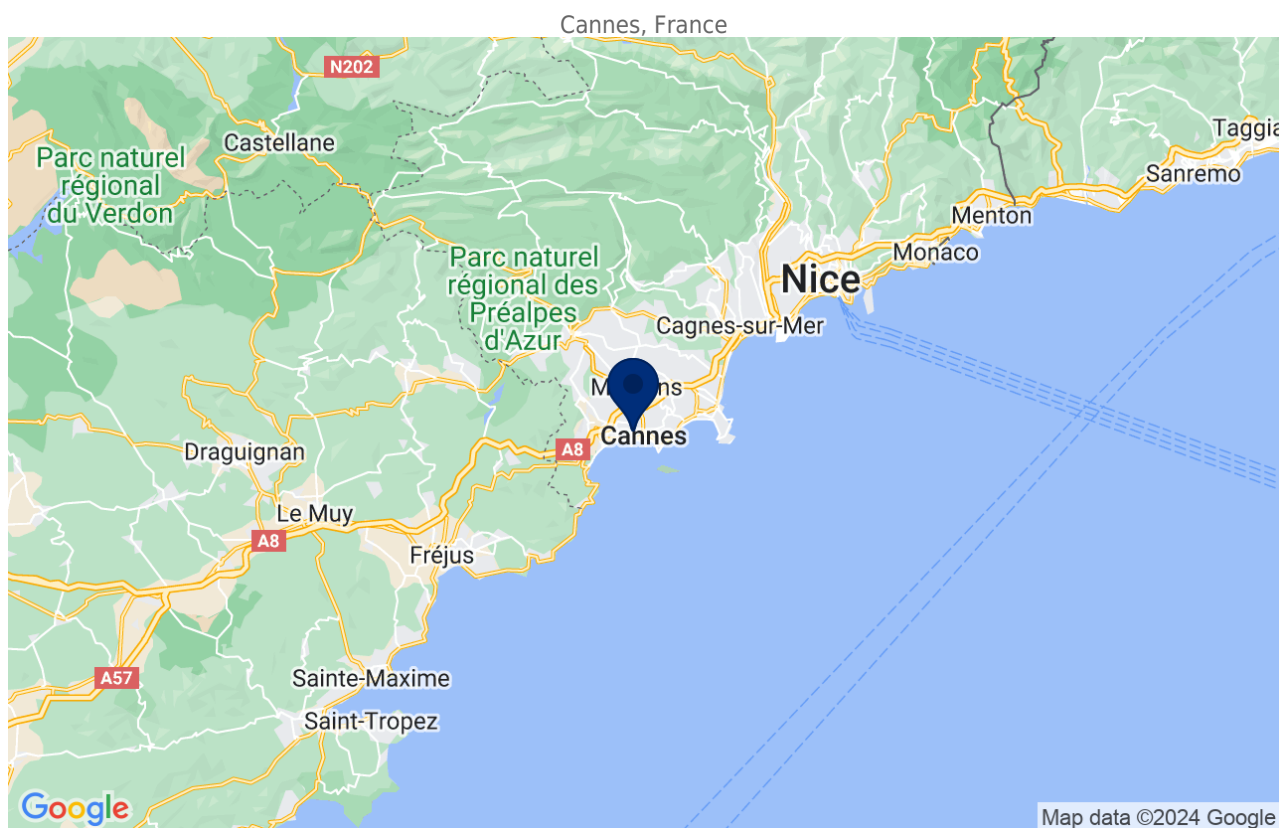 Cannes, France
N202
Castellane
Taggia
Parc naturel
régional
du Verdon
Sanremo
Menton
Monaco
Parc naturel
régional des
Préalpes
d'Azur
Nice
Cagnes-sur-Mer
Cannes
A8
Draguignan
Le Muy
A8
Fréjus
A57
Sainte-Maxime
Saint-Tropez
Google
Map data ©2024 Google